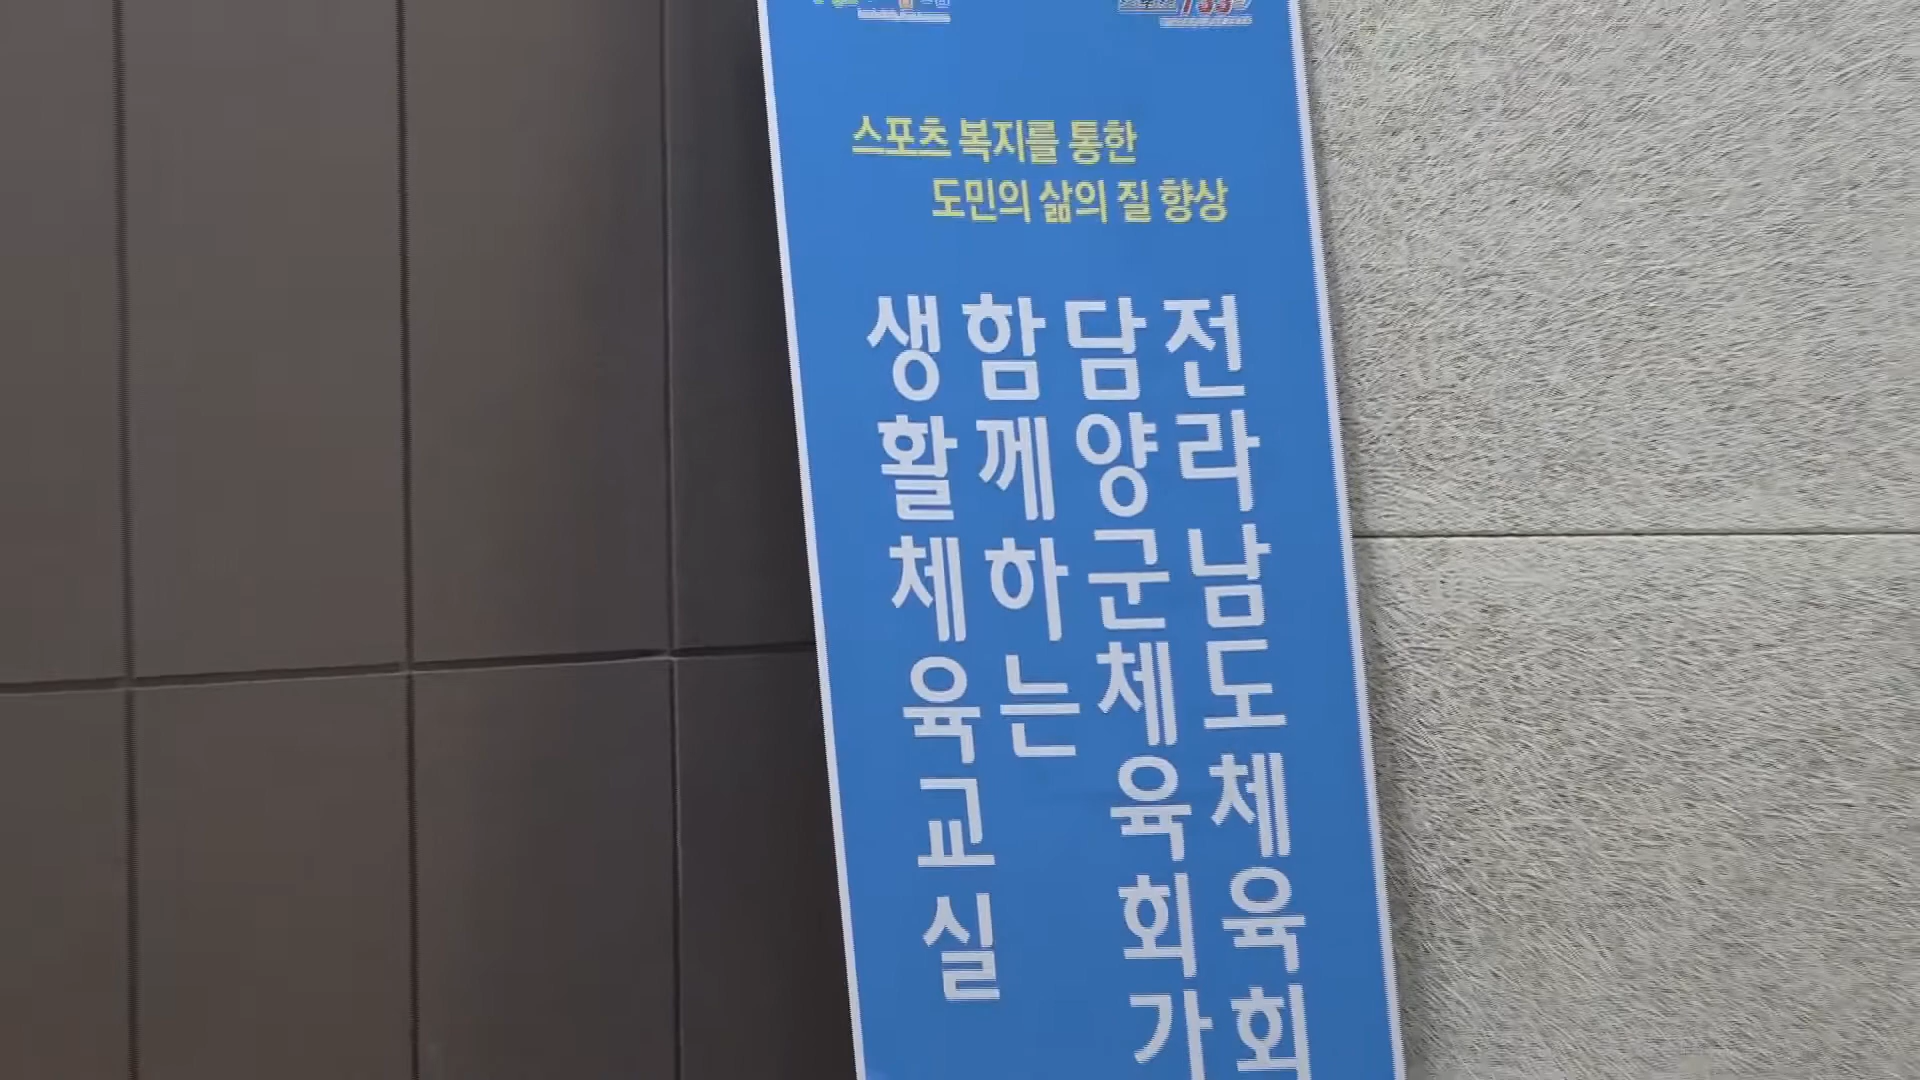 스포츠 복지를 통한
도민의 삶의 질 향상
전라남도체육회
담양군체육회가
함께하는
생활체육교실